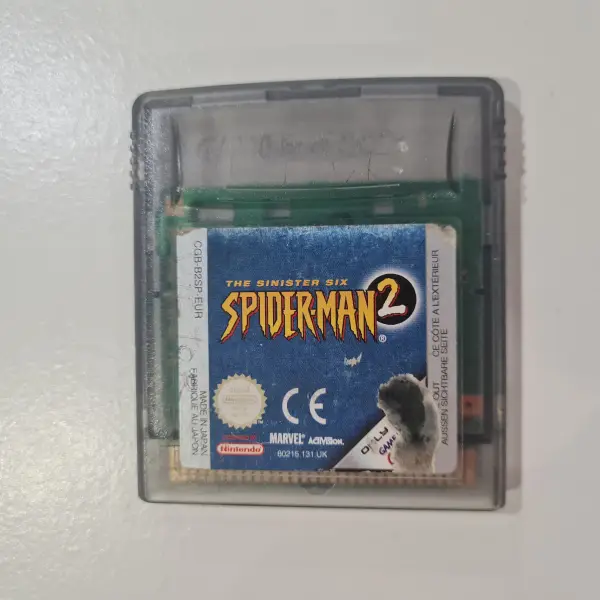 THE SINISTER SIX
SPIDER-MAN 2
®
CGB-B2SP-EUR
MADE IN JAPAN
FABRIQUE AU JAPON
CE
Nintendo
MARVEL ACTIVISION.
60216.131.UK
GAME
OUT CE CÔTÉ A L'EXTÉRIEUR
AUSSEN SICHTBARE SEITE